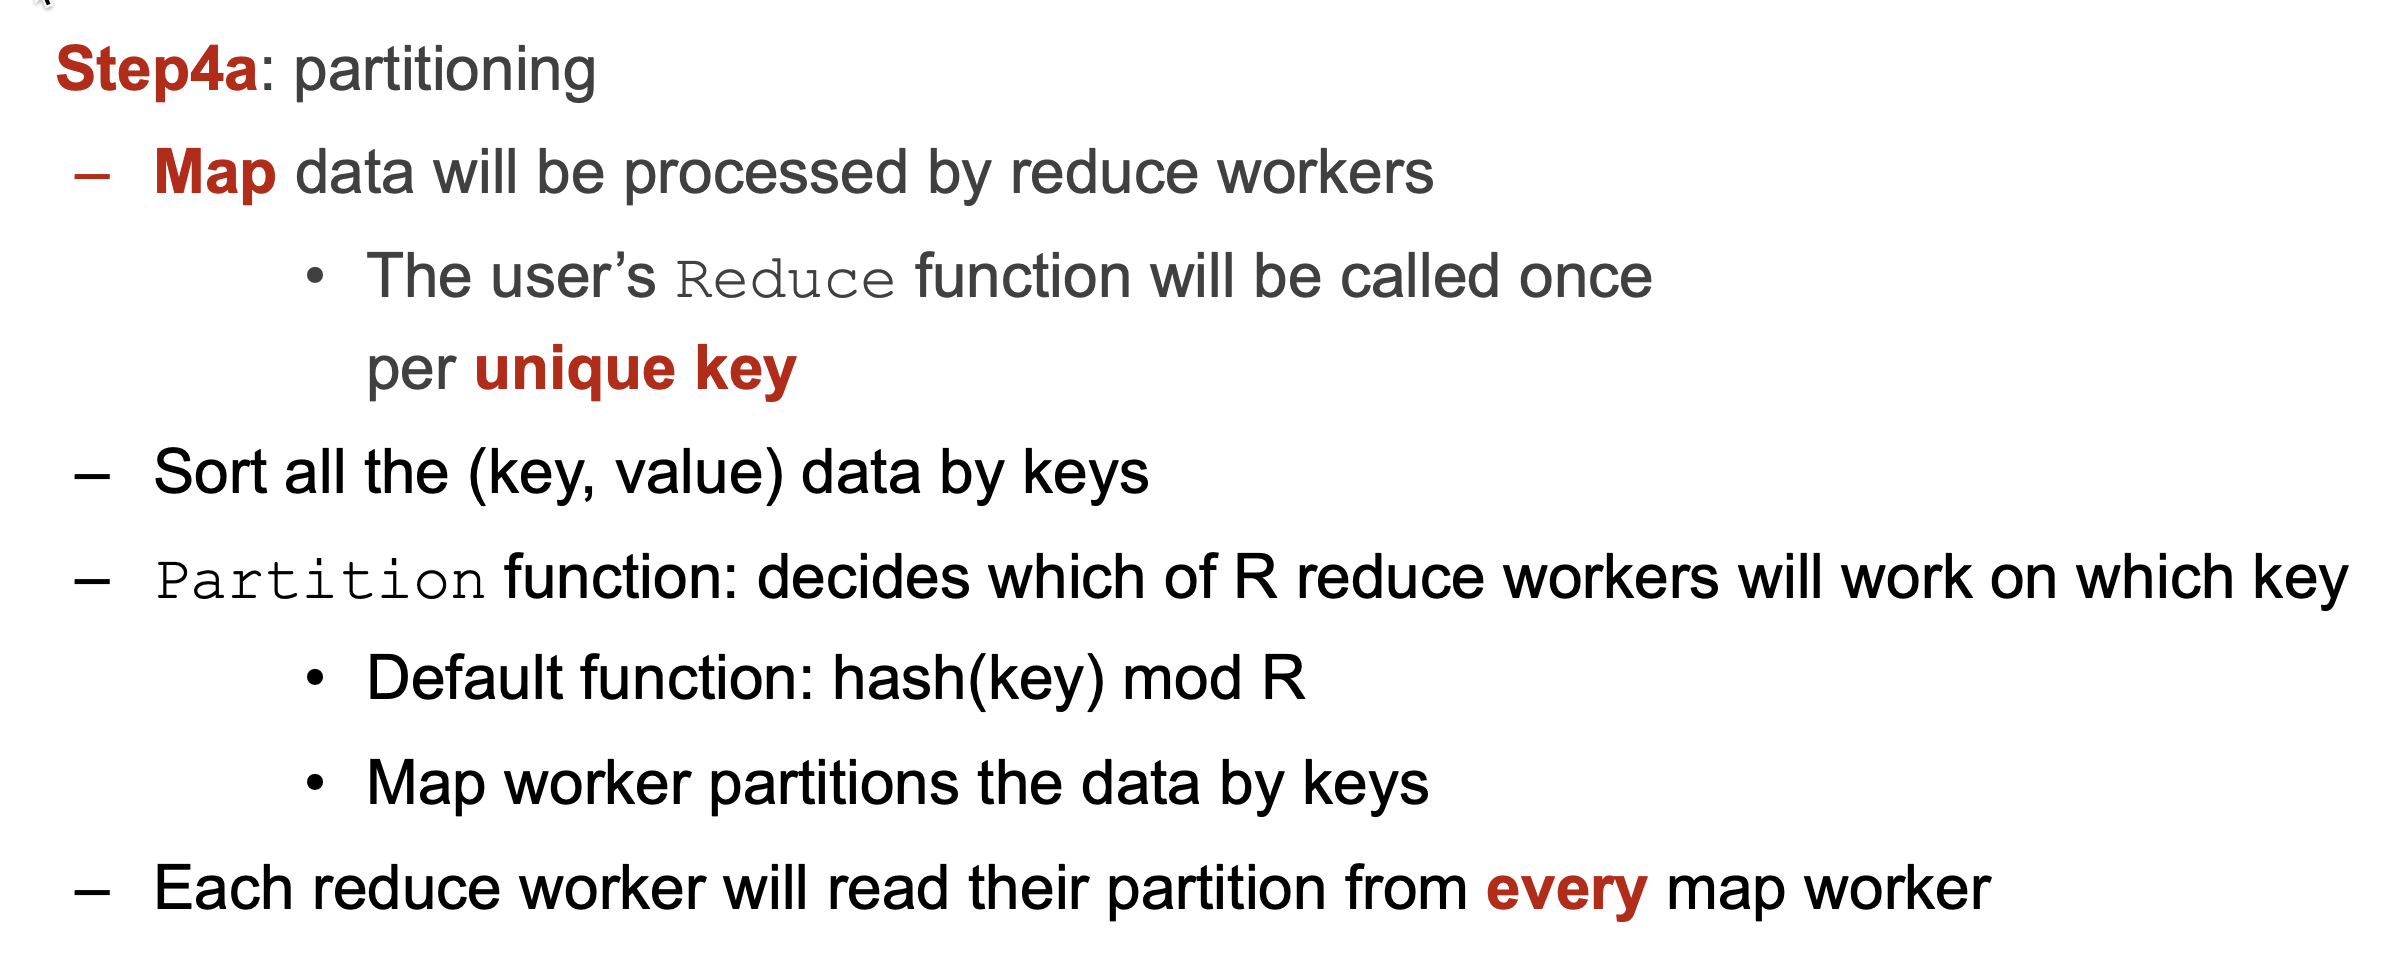 Step4a: partitioning
– Map data will be processed by reduce workers
• The user’s Reduce function will be called once
per unique key
– Sort all the (key, value) data by keys
– Partition function: decides which of R reduce workers will work on which key
• Default function: hash(key) mod R
• Map worker partitions the data by keys
– Each reduce worker will read their partition from every map worker